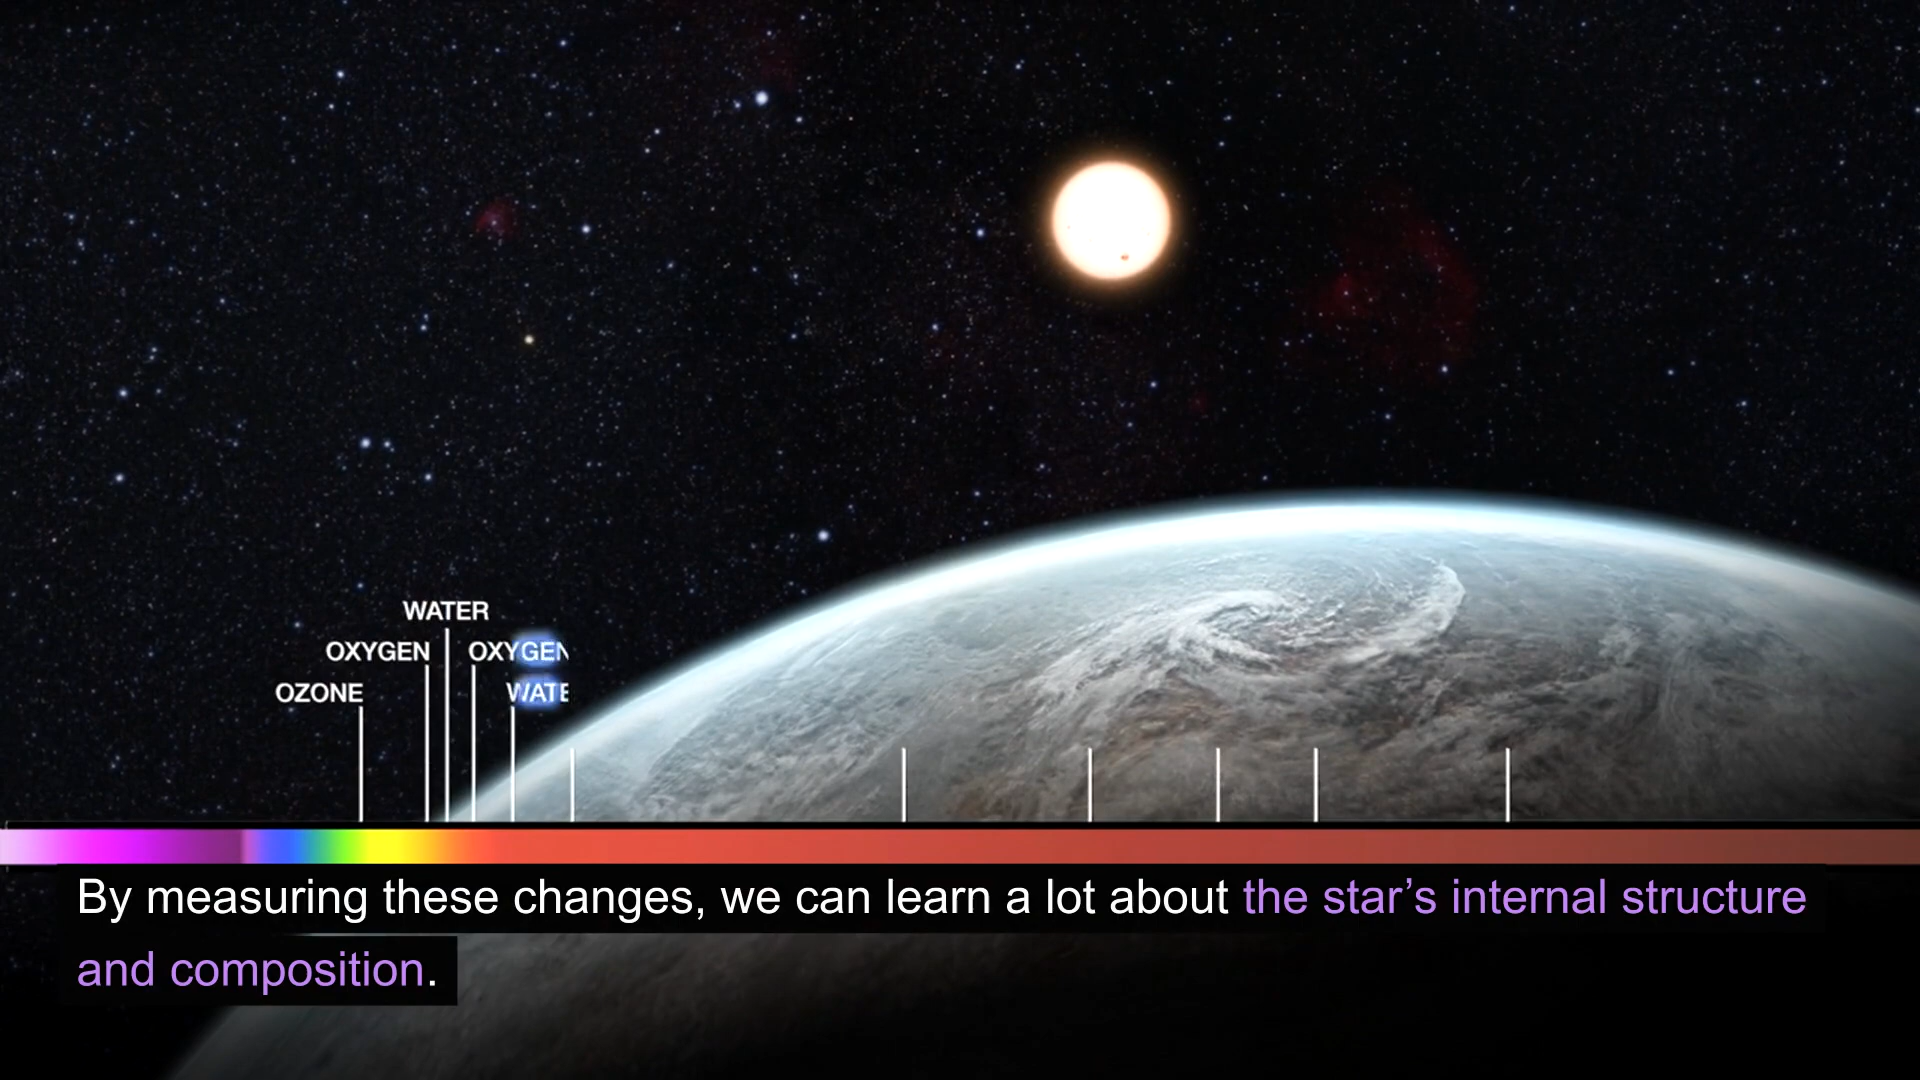 WATER
OXYGEN OXYGEN
OZONE WATE
By measuring these changes, we can learn a lot about the star’s internal structure
and composition.